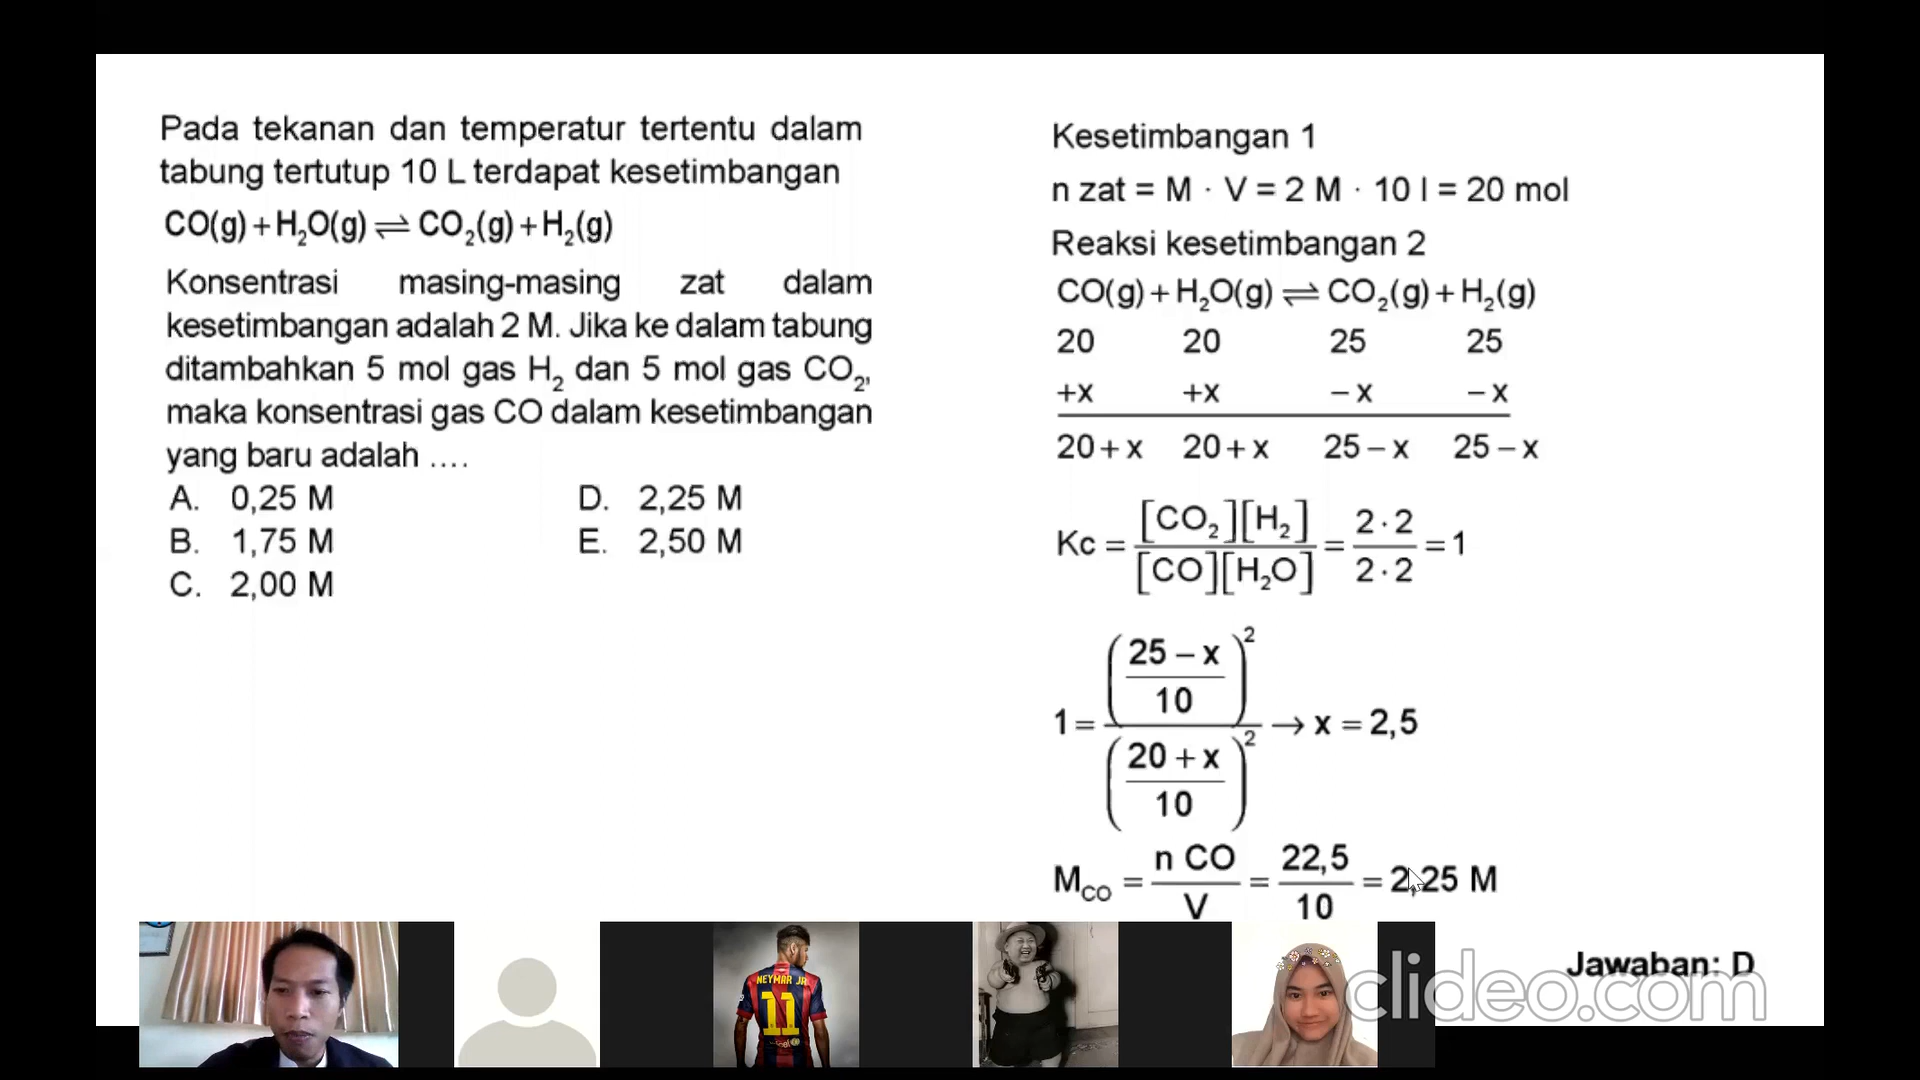 Pada tekanan dan temperatur tertentu dalam
tabung tertutup 10 L terdapat kesetimbangan
CO(g)+H₂O(g)⇌CO₂(g)+H₂(g)
Konsentrasi masing-masing zat dalam
kesetimbangan adalah 2 M. Jika ke dalam tabung
ditambahkan 5 mol gas H₂ dan 5 mol gas CO₂,
maka konsentrasi gas CO dalam kesetimbangan
yang baru adalah ....
A. 0,25 M D. 2,25 M
B. 1,75 M E. 2,50 M
C. 2,00 M
Kesetimbangan 1
n zat = M · V = 2 M · 10 l = 20 mol
Reaksi kesetimbangan 2
CO(g)+H₂O(g)⇌CO₂(g)+H₂(g)
20 20 25 25
+x +x −x −x
20+x 20+x 25−x 25−x
Kc = [CO₂][H₂] / [CO][H₂O] = 2·2 / 2·2 = 1
1 = ((25 − x)/10)² / ((20 + x)/10)² → x = 2,5
M_CO = n CO / V = 22,5 / 10 = 2,25 M
Jawaban: D
clideo.com
NEYMAR JR
11